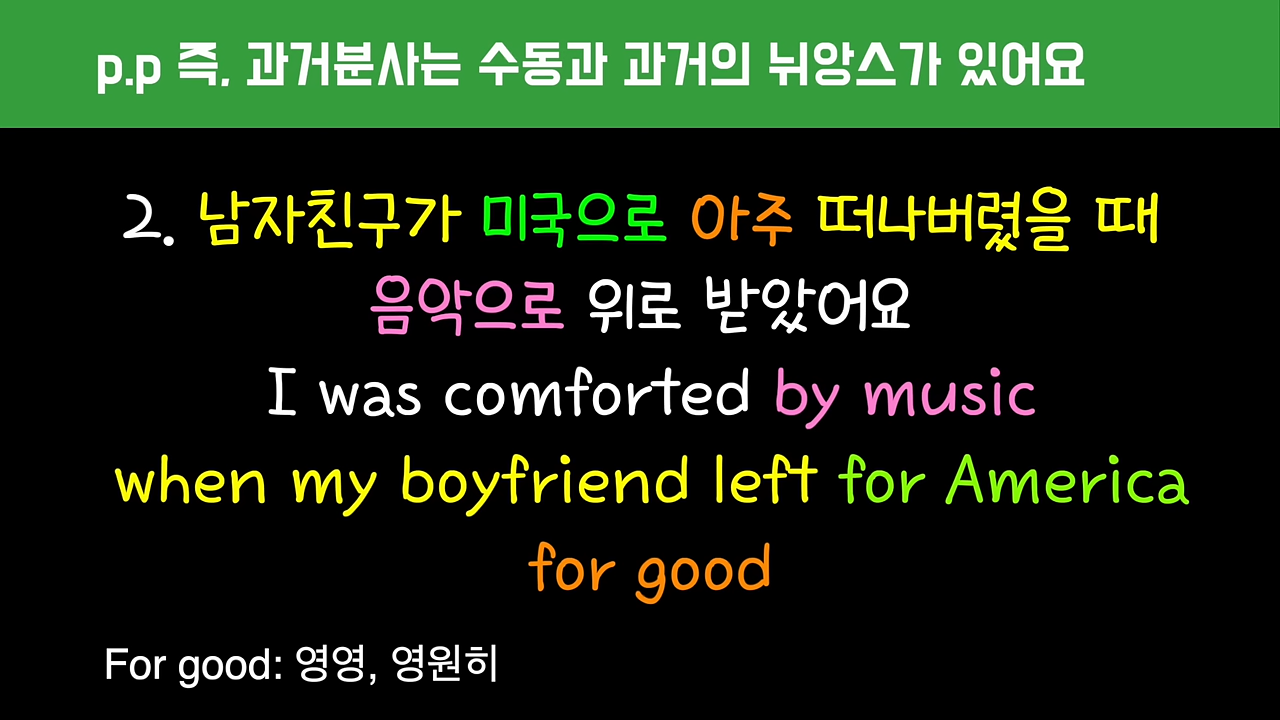 p.p 즉, 과거분사는 수동과 과거의 뉘앙스가 있어요
2. 남자친구가 미국으로 아주 떠나버렸을 때
음악으로 위로 받았어요
I was comforted by music
when my boyfriend left for America
for good
For good: 영영, 영원히